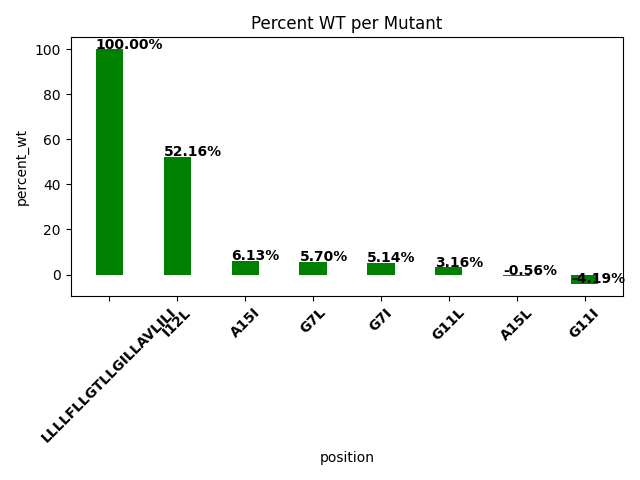 Percent WT per Mutant
percent_wt
100
80
60
40
20
0
100.00%
52.16%
6.13%
5.70%
5.14%
3.16%
-0.56%
-4.19%
LLLLFLLGTLLGILLAVLILI
I12L
A15I
G7L
G7I
G11L
A15L
G11I
position